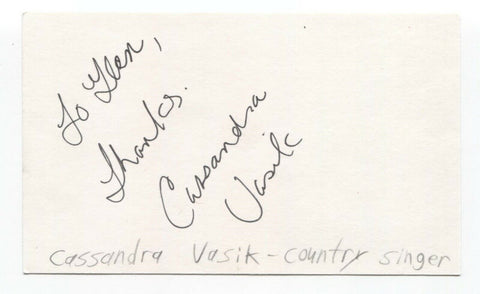 To Glen,
Thanks.
Cassandra
Vasik
Cassandra Vasik - country singer